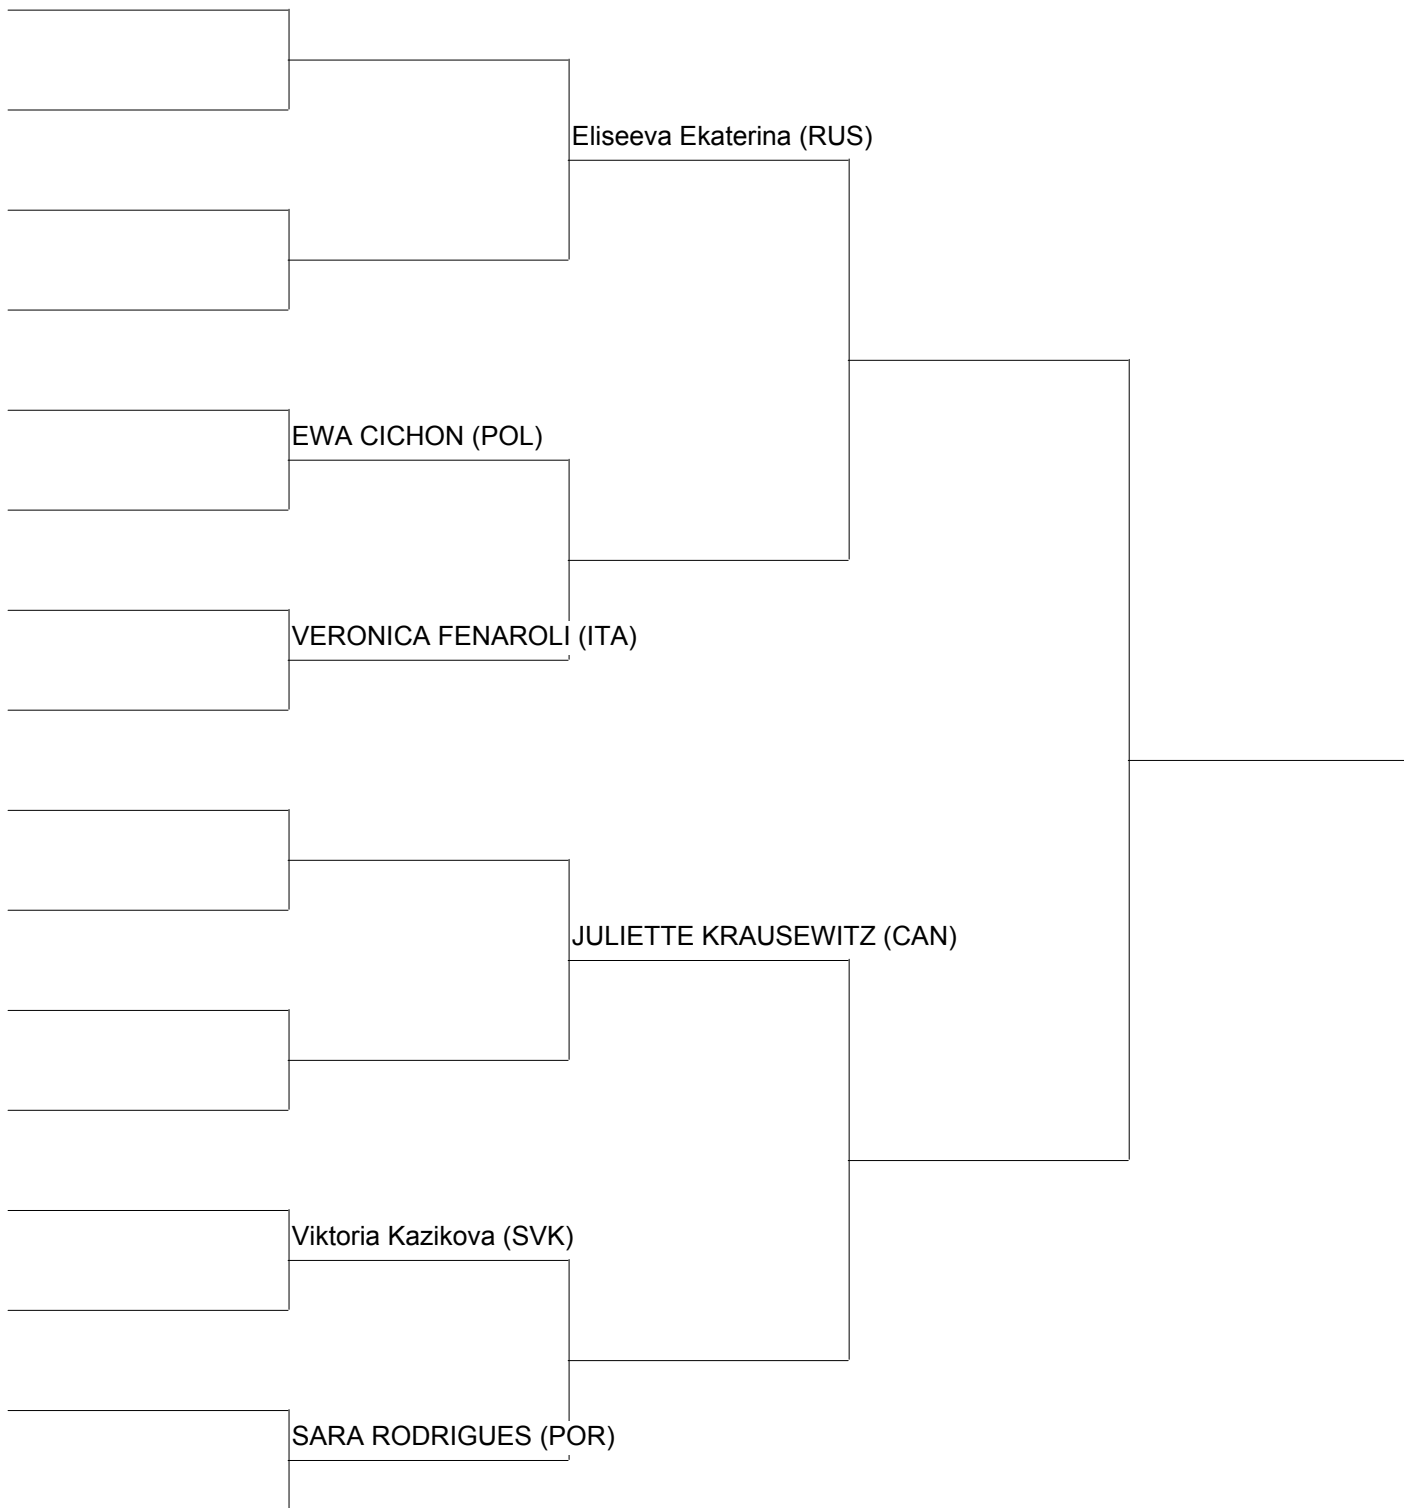 Eliseeva Ekaterina (RUS)
EWA CICHON (POL)
VERONICA FENAROLI (ITA)
JULIETTE KRAUSEWITZ (CAN)
Viktoria Kazikova (SVK)
SARA RODRIGUES (POR)